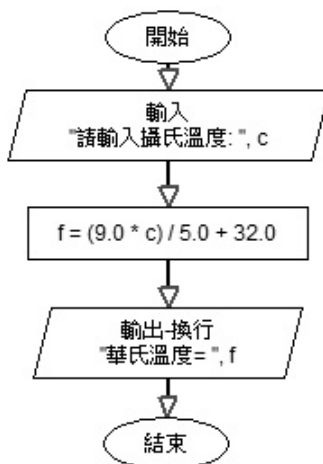 開始
輸入
"請輸入攝氏溫度: ", c
f = (9.0 * c) / 5.0 + 32.0
輸出-換行
"華氏溫度= ", f
結束